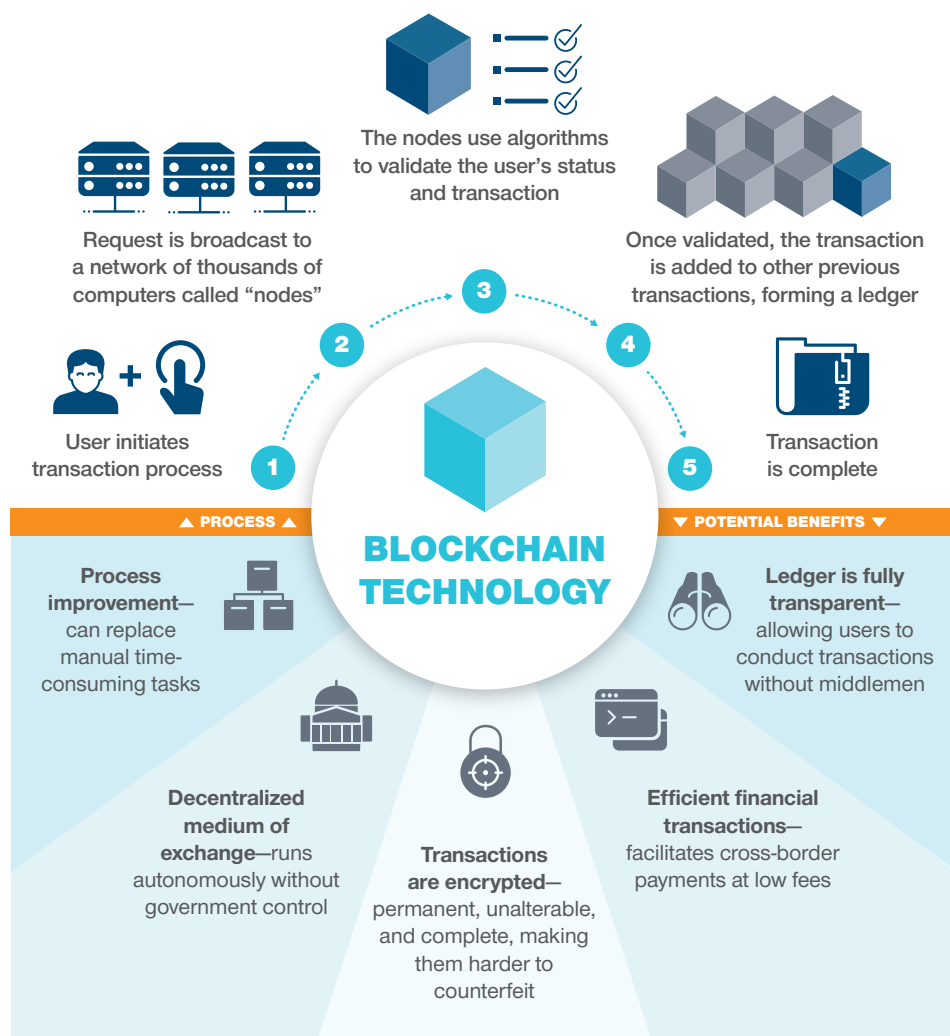 User initiates
transaction process
1
Request is broadcast to
a network of thousands of
computers called “nodes”
2
The nodes use algorithms
to validate the user’s status
and transaction
3
Once validated, the transaction
is added to other previous
transactions, forming a ledger
4
Transaction
is complete
5
BLOCKCHAIN
TECHNOLOGY
▲ PROCESS ▲
▼ POTENTIAL BENEFITS ▼
Process
improvement—
can replace
manual time-
consuming tasks
Decentralized
medium of
exchange—runs
autonomously without
government control
Transactions
are encrypted—
permanent, unalterable,
and complete, making
them harder to
counterfeit
Efficient financial
transactions—
facilitates cross-border
payments at low fees
Ledger is fully
transparent—
allowing users to
conduct transactions
without middlemen